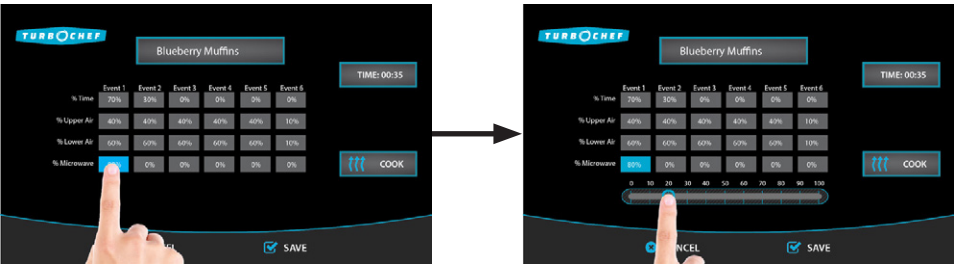 TURBOCHEF
Blueberry Muffins
TIME: 00:35
Event 1 Event 2 Event 3 Event 4 Event 5 Event 6
% Time 70% 30% 0% 0% 0% 0%
% Upper Air 40% 40% 40% 40% 40% 10%
% Lower Air 60% 60% 60% 60% 60% 10%
% Microwave 0% 0% 0% 0% 0%
COOK
SAVE
TURBOCHEF
Blueberry Muffins
TIME: 00:35
Event 1 Event 2 Event 3 Event 4 Event 5 Event 6
% Time 70% 30% 0% 0% 0% 0%
% Upper Air 40% 40% 40% 40% 40% 10%
% Lower Air 60% 60% 60% 60% 60% 10%
% Microwave 80% 0% 0% 0% 0% 0%
COOK
0 10 20 30 40 50 60 70 80 90 100
NCEL
SAVE